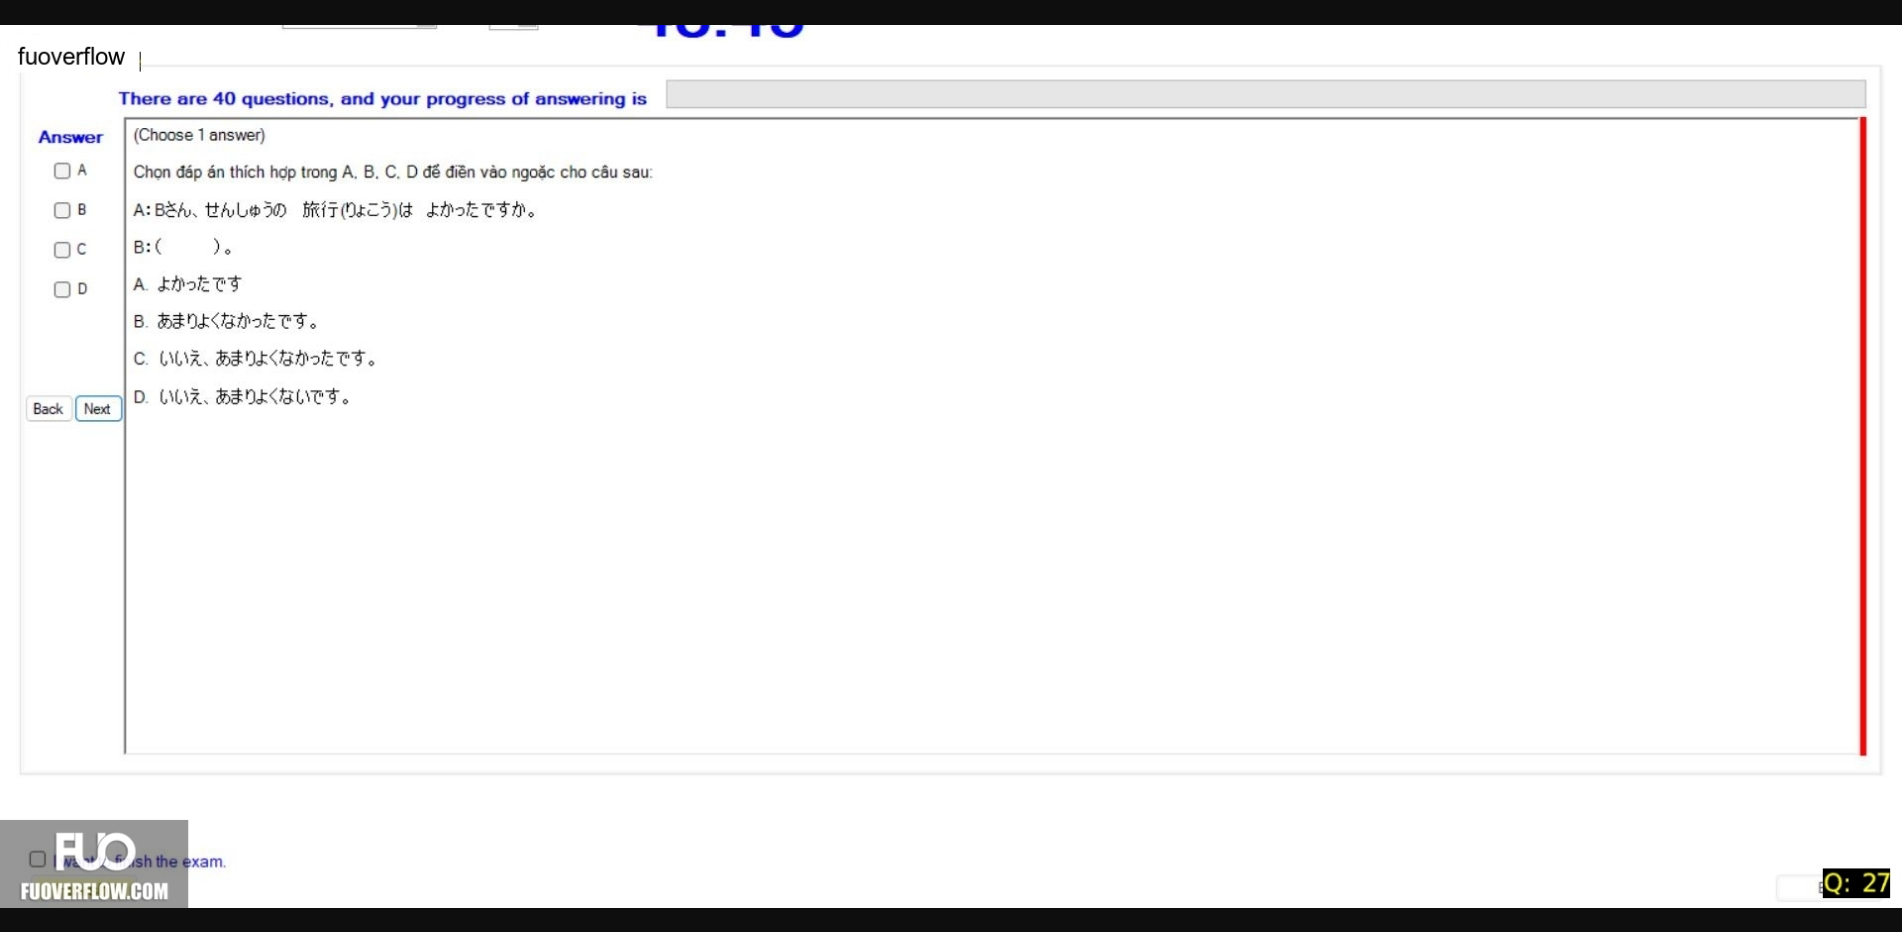 fuoverflow
There are 40 questions, and your progress of answering is
Answer
(Choose 1 answer)
A
Chọn đáp án thích hợp trong A, B, C, D để điền vào ngoặc cho câu sau:
B
A: Bさん、せんしゅうの 旅行(りょこう)は よかったですか。
C
B: ( )。
D
A. よかったです
B. あまりよくなかったです。
C. いいえ、あまりよくなかったです。
D. いいえ、あまりよくないです。
Back Next
FUO
finish the exam.
FUOVERFLOW.COM
Q: 27